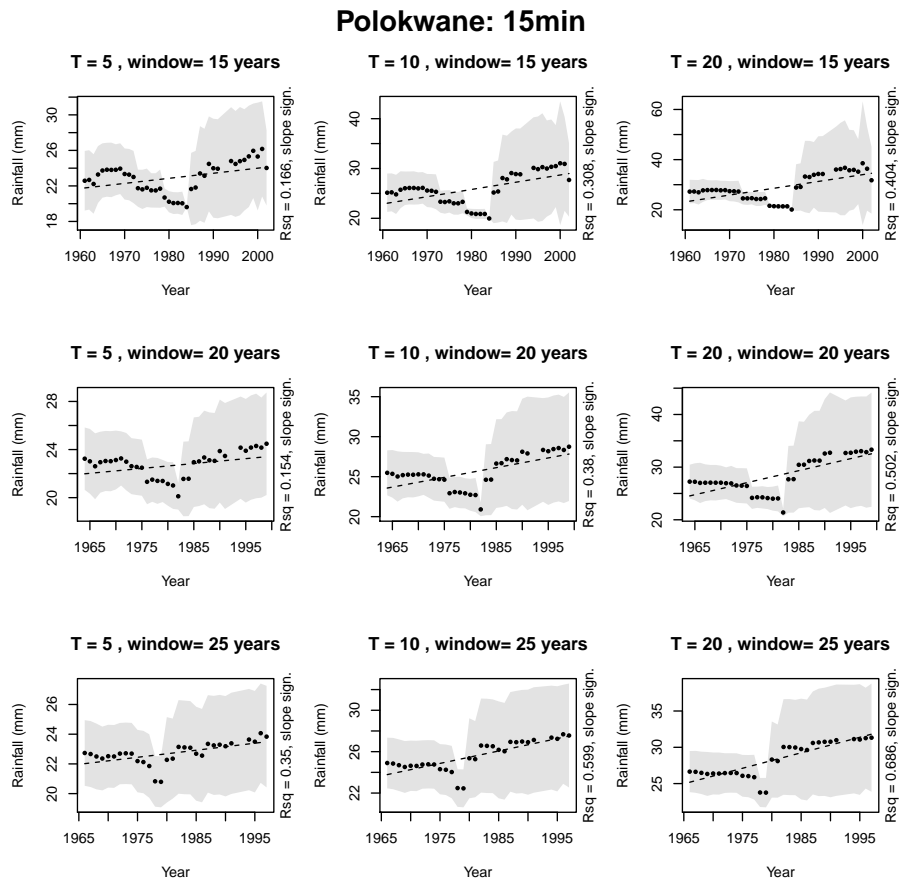 Polokwane: 15min
T = 5 , window= 15 years
Rainfall (mm)
18 22 26 30
1960 1970 1980 1990 2000
Year
Rsq = 0.166, slope sign.
T = 10 , window= 15 years
Rainfall (mm)
20 30 40
1960 1970 1980 1990 2000
Year
Rsq = 0.308, slope sign.
T = 20 , window= 15 years
Rainfall (mm)
20 40 60
1960 1970 1980 1990 2000
Year
Rsq = 0.404, slope sign.
T = 5 , window= 20 years
Rainfall (mm)
20 24 28
1965 1975 1985 1995
Year
Rsq = 0.154, slope sign.
T = 10 , window= 20 years
Rainfall (mm)
20 25 30 35
1965 1975 1985 1995
Year
Rsq = 0.38, slope sign.
T = 20 , window= 20 years
Rainfall (mm)
20 30 40
1965 1975 1985 1995
Year
Rsq = 0.502, slope sign.
T = 5 , window= 25 years
Rainfall (mm)
20 22 24 26
1965 1975 1985 1995
Year
Rsq = 0.35, slope sign.
T = 10 , window= 25 years
Rainfall (mm)
22 26 30
1965 1975 1985 1995
Year
Rsq = 0.599, slope sign.
T = 20 , window= 25 years
Rainfall (mm)
25 30 35
1965 1975 1985 1995
Year
Rsq = 0.686, slope sign.